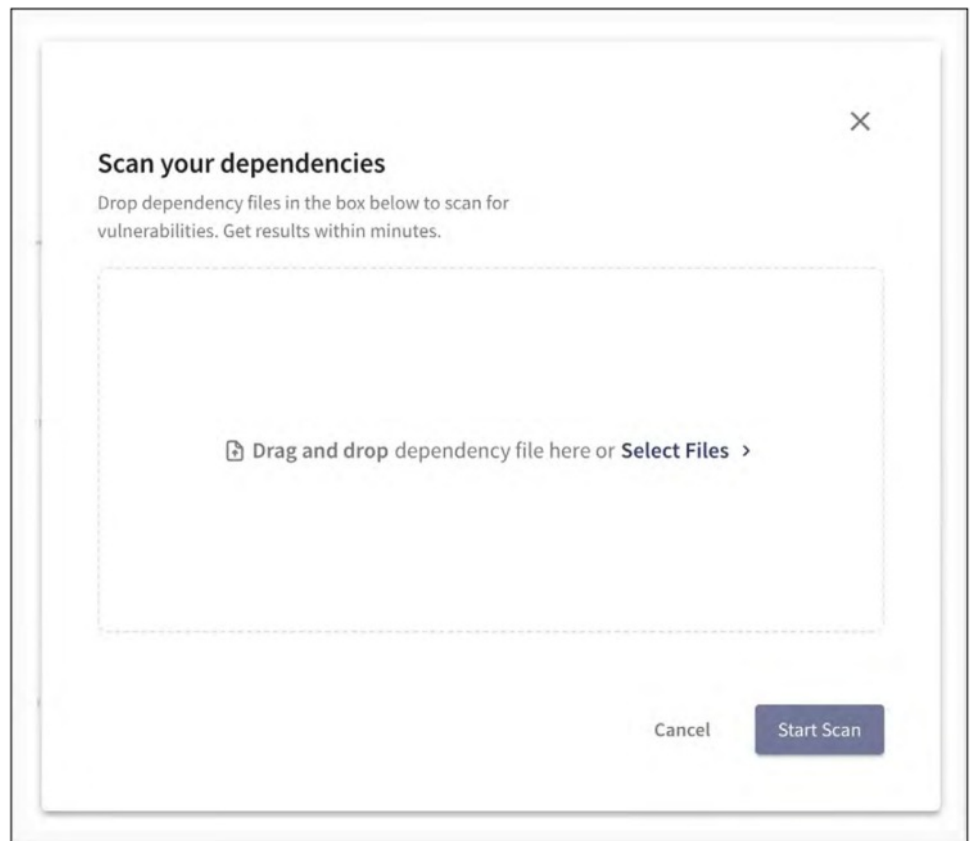 Scan your dependencies
Drop dependency files in the box below to scan for
vulnerabilities. Get results within minutes.
Drag and drop dependency file here or Select Files >
Cancel
Start Scan